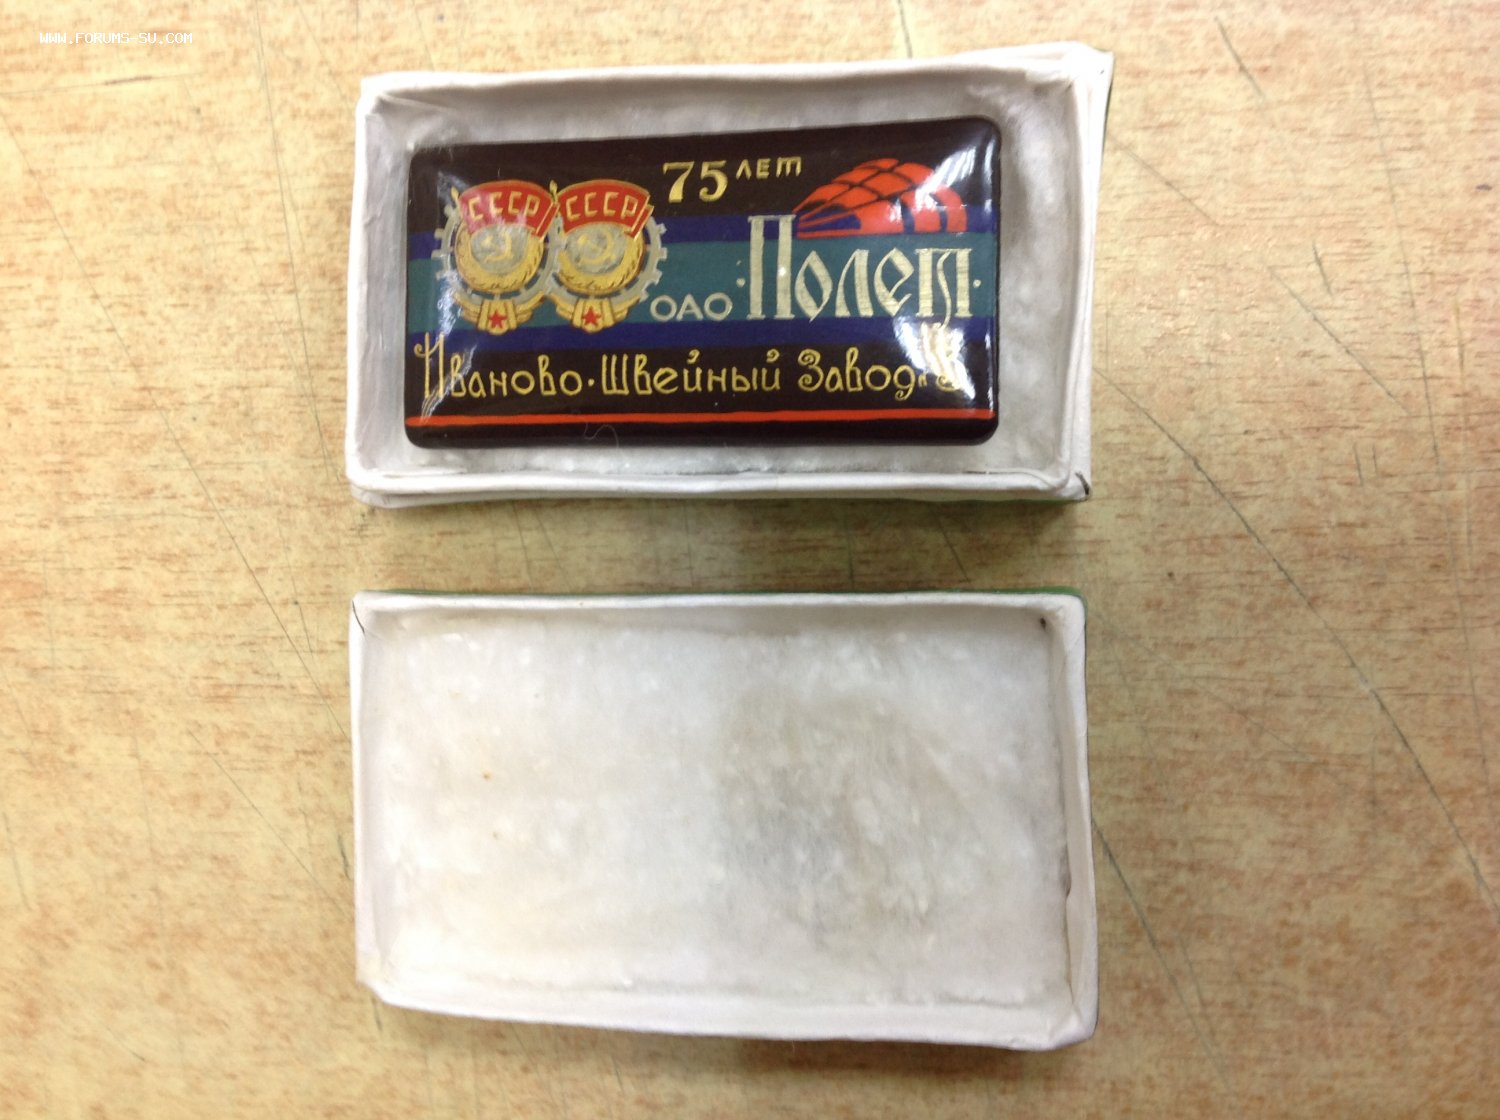 WWW.FORUMS-SU.COM
75 ЛЕТ
СССР СССР
ОАО ·Полет·
Иваново·Швейный Завод